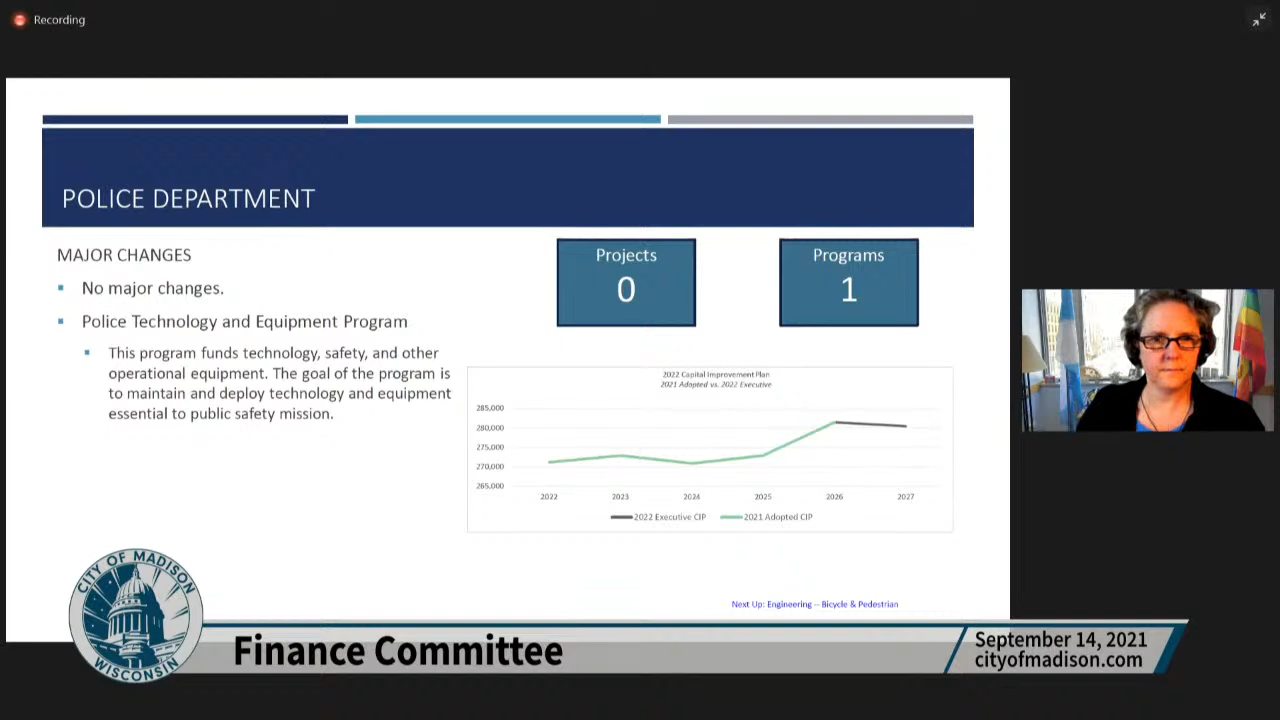 Recording
POLICE DEPARTMENT
MAJOR CHANGES
No major changes.
Police Technology and Equipment Program
This program funds technology, safety, and other
operational equipment. The goal of the program is
to maintain and deploy technology and equipment
essential to public safety mission.
Projects
0
Programs
1
2022 Capital Improvement Plan
2021 Adopted vs. 2022 Executive
285,000
280,000
275,000
270,000
265,000
2022 2023 2024 2025 2026 2027
2022 Executive CIP 2021 Adopted CIP
Next Up: Engineering – Bicycle & Pedestrian
CITY OF MADISON
WISCONSIN
Finance Committee
September 14, 2021
cityofmadison.com